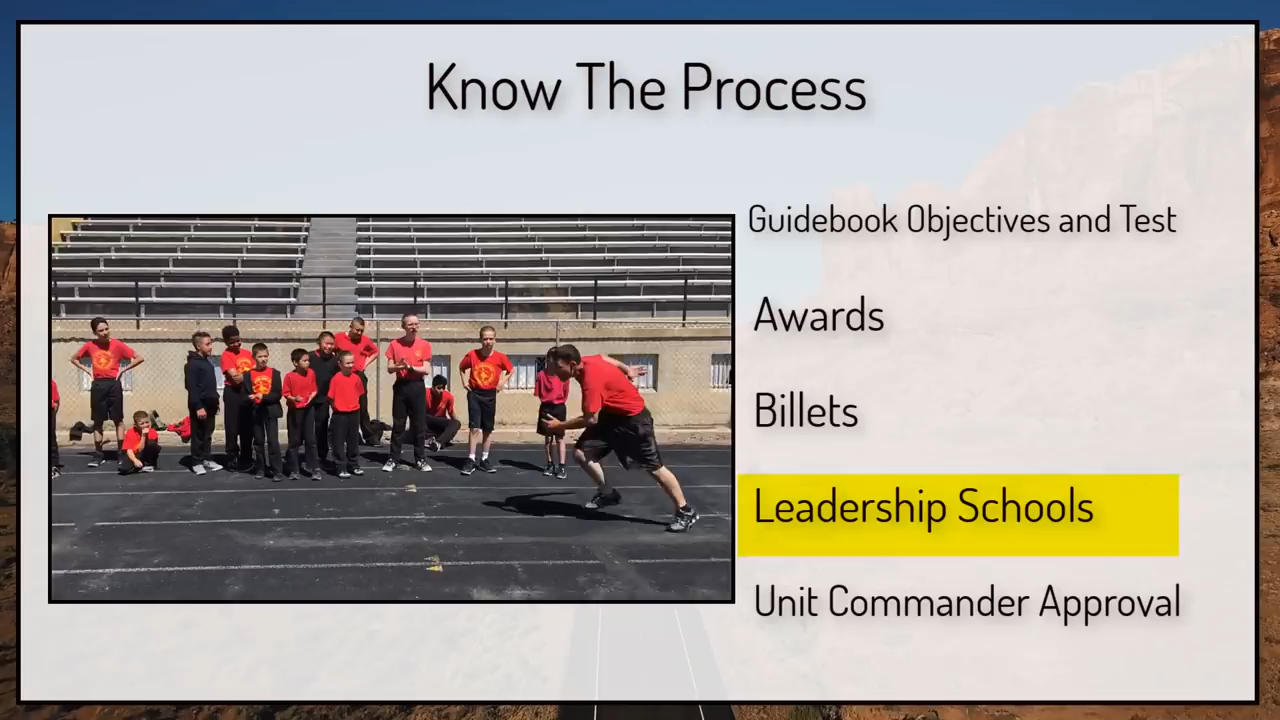 Know The Process
Guidebook Objectives and Test
Awards
Billets
Leadership Schools
Unit Commander Approval